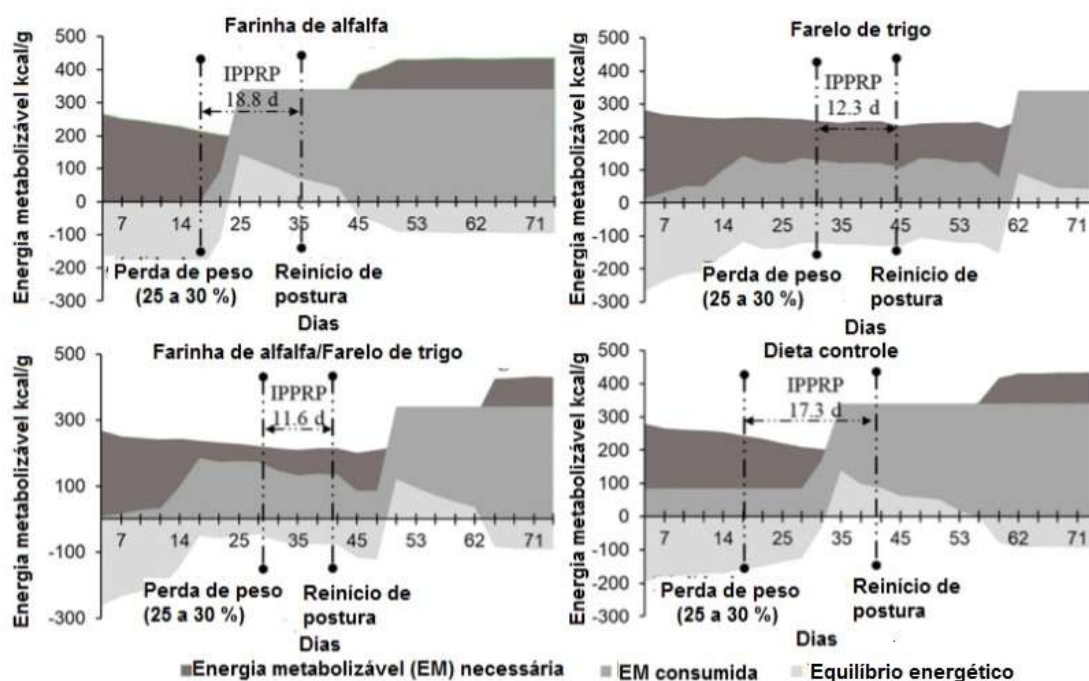 Farinha de alfalfa
Energia metabolizável kcal/g
500
400
300
200
100
0
-100
-200
-300
IPPRP
18.8 d
7 14 25 35 45 53 62 71
Perda de peso
(25 a 30 %)
Reinício de
postura
Dias
Farelo de trigo
Energia metabolizável kcal/g
500
400
300
200
100
0
-100
-200
-300
IPPRP
12.3 d
7 14 25 35 45 53 62 71
Perda de peso
(25 a 30 %)
Reinício de
postura
Dias
Farinha de alfalfa/Farelo de trigo
Energia metabolizável kcal/g
500
300
100
-100
-300
IPPRP
11.6 d
7 14 25 35 45 53 62 71
Perda de peso
(25 a 30 %)
Reinício de
postura
Dias
Dieta controle
Energia metabolizável kcal/g
500
400
300
200
100
0
-100
-200
-300
IPPRP
17.3 d
7 14 25 35 45 53 62 71
Perda de peso
(25 a 30 %)
Reinício de
postura
Dias
Energia metabolizável (EM) necessária EM consumida Equilíbrio energético